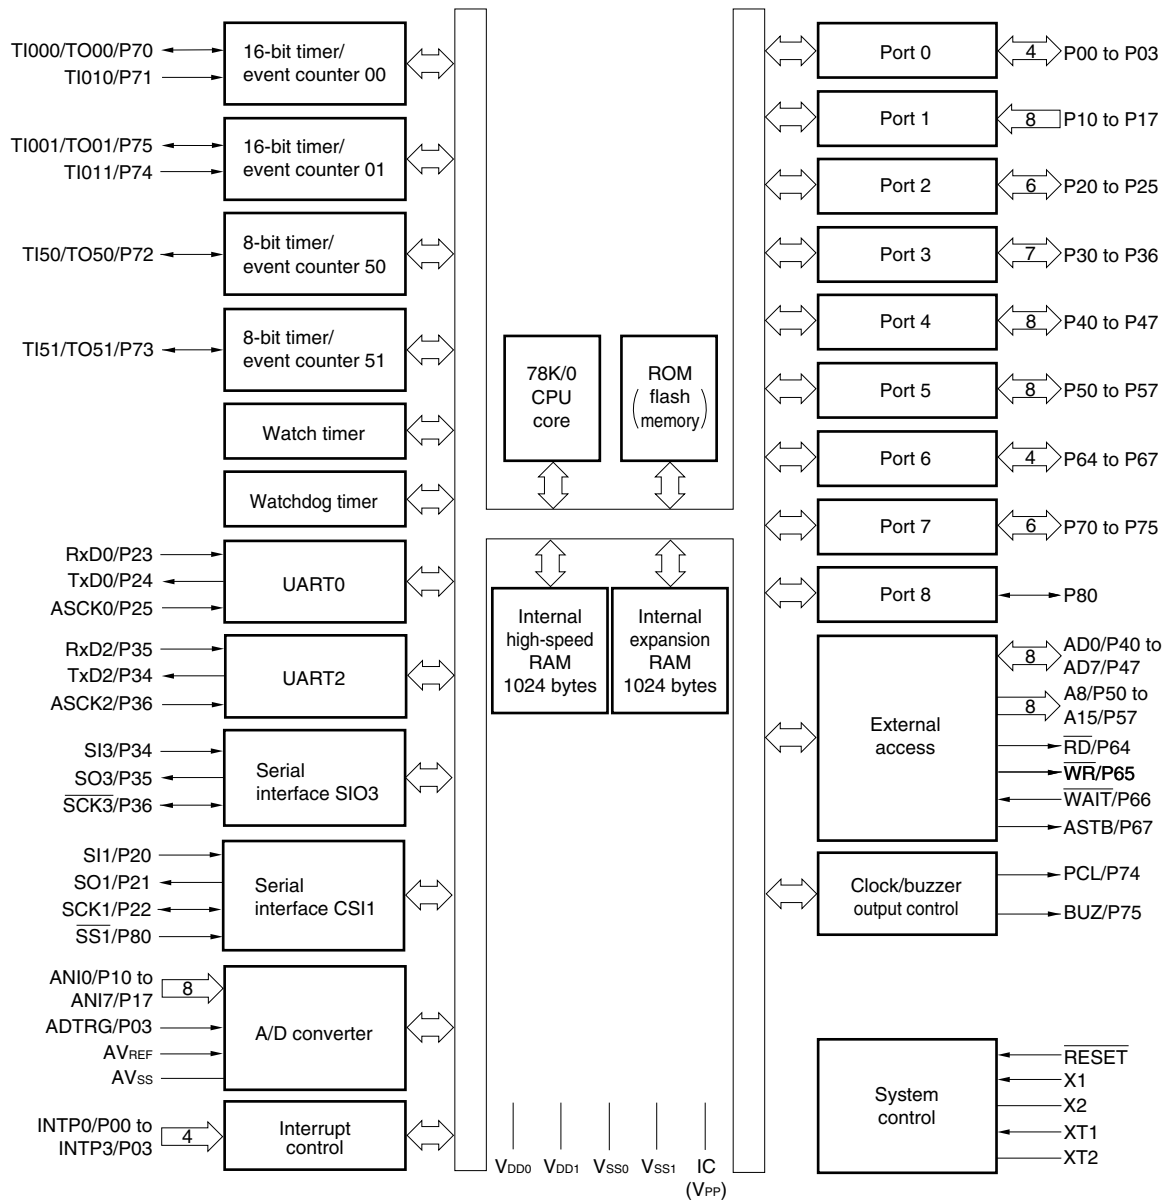 TI000/TO00/P70
TI010/P71
16-bit timer/
event counter 00
TI001/TO01/P75
TI011/P74
16-bit timer/
event counter 01
TI50/TO50/P72
8-bit timer/
event counter 50
TI51/TO51/P73
8-bit timer/
event counter 51
Watch timer
Watchdog timer
RxD0/P23
TxD0/P24
ASCK0/P25
UART0
RxD2/P35
TxD2/P34
ASCK2/P36
UART2
SI3/P34
SO3/P35
SCK3/P36
Serial
interface SIO3
SI1/P20
SO1/P21
SCK1/P22
SS1/P80
Serial
interface CSI1
ANI0/P10 to
ANI7/P17
8
ADTRG/P03
AVREF
AVSS
A/D converter
INTP0/P00 to
INTP3/P03
4
Interrupt
control
78K/0
CPU
core
ROM
(flash
memory)
Internal
high-speed
RAM
1024 bytes
Internal
expansion
RAM
1024 bytes
VDD0
VDD1
VSS0
VSS1
IC
(VPP)
Port 0
4
P00 to P03
Port 1
8
P10 to P17
Port 2
6
P20 to P25
Port 3
7
P30 to P36
Port 4
8
P40 to P47
Port 5
8
P50 to P57
Port 6
4
P64 to P67
Port 7
6
P70 to P75
Port 8
P80
External
access
8
AD0/P40 to
AD7/P47
8
A8/P50 to
A15/P57
RD/P64
WR/P65
WAIT/P66
ASTB/P67
Clock/buzzer
output control
PCL/P74
BUZ/P75
System
control
RESET
X1
X2
XT1
XT2